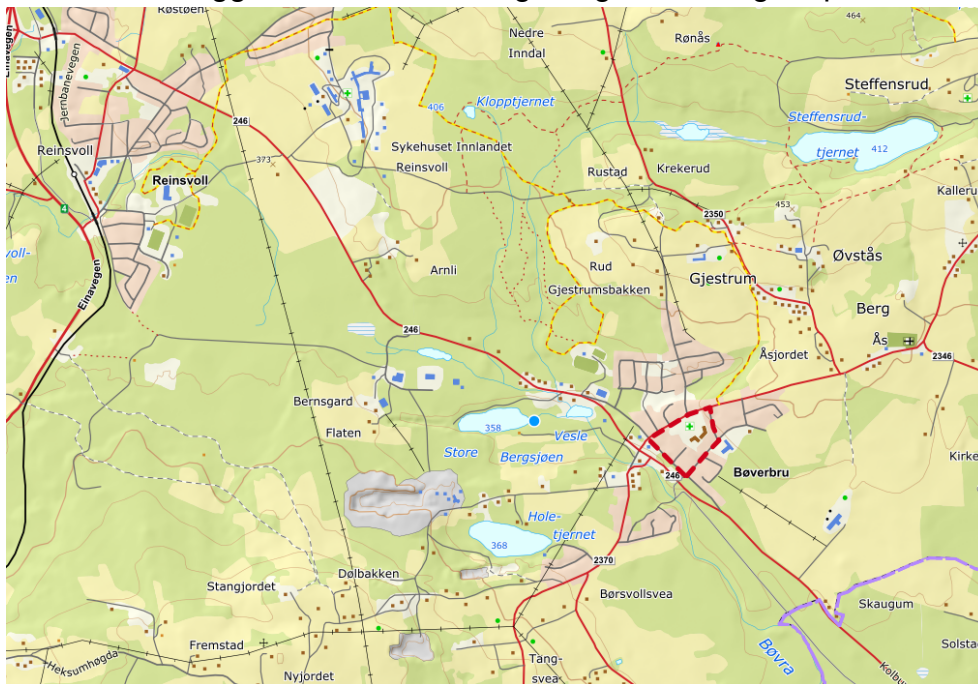 Røstøen
464
Nedre
Inndal
Rønås
Einavegen
Jernbanevegen
Steffensrud
406
Klopptjernet
Steffensrud-
246
tjernet
412
Reinsvoll
373
Sykehuset Innlandet
Reinsvoll
Rustad
Krekerud
Reinsvoll
453
Kalleru
4
2350
Øvstås
Arnli
Rud
Gjestrum
Gjestrumsbakken
Einavegen
Berg
246
Ås
Åsjordet
2346
Bernsgard
358
Flaten
Vesle
Store
Bergsjøen
Kirke
246
Bøverbru
Hole-
tjernet
368
2370
Dølbakken
Stangjordet
Børsvollsvea
Skaugum
Fremstad
Bøvra
Solsta
Heksumhøgda
Tang-
svea
Nyjordet
Kolbu